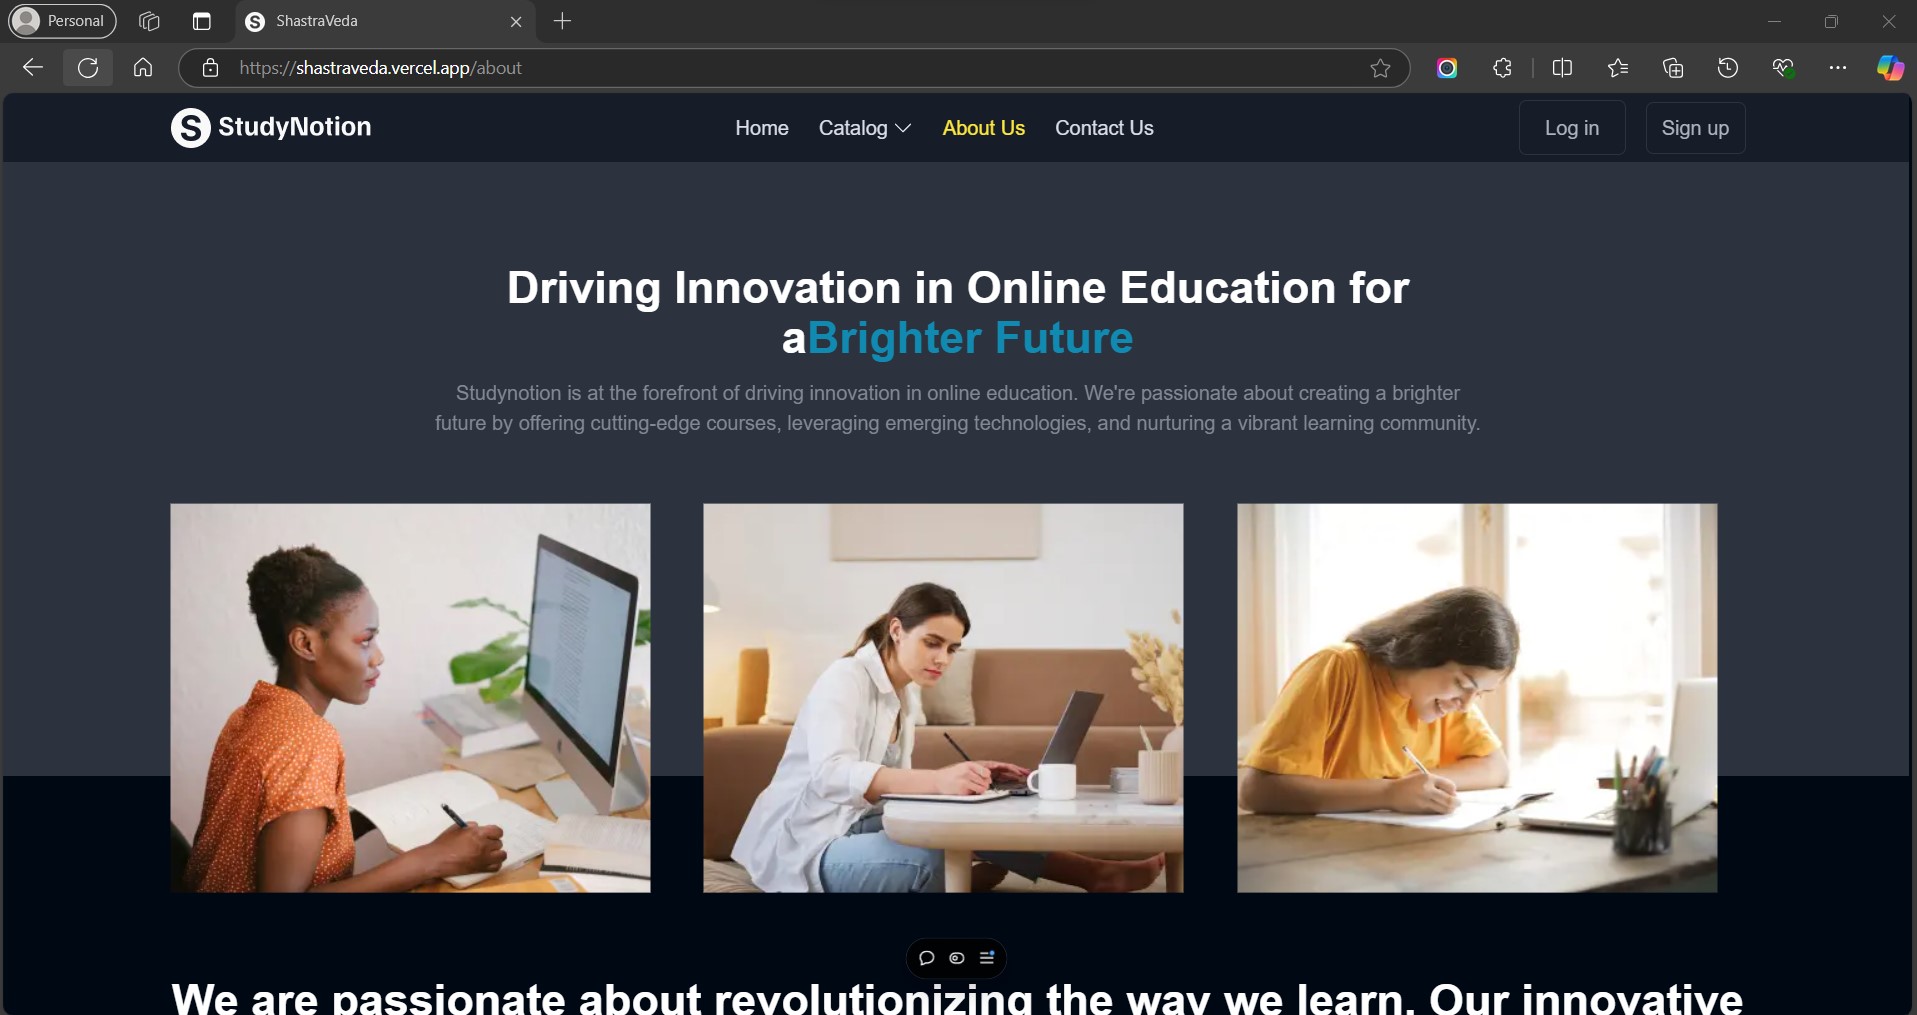 Personal
ShastraVeda
https://shastraveda.vercel.app/about
StudyNotion
Home
Catalog
About Us
Contact Us
Log in
Sign up
Driving Innovation in Online Education for
aBrighter Future
Studynotion is at the forefront of driving innovation in online education. We're passionate about creating a brighter
future by offering cutting-edge courses, leveraging emerging technologies, and nurturing a vibrant learning community.
We are passionate about revolutionizing the way we learn. Our innovative